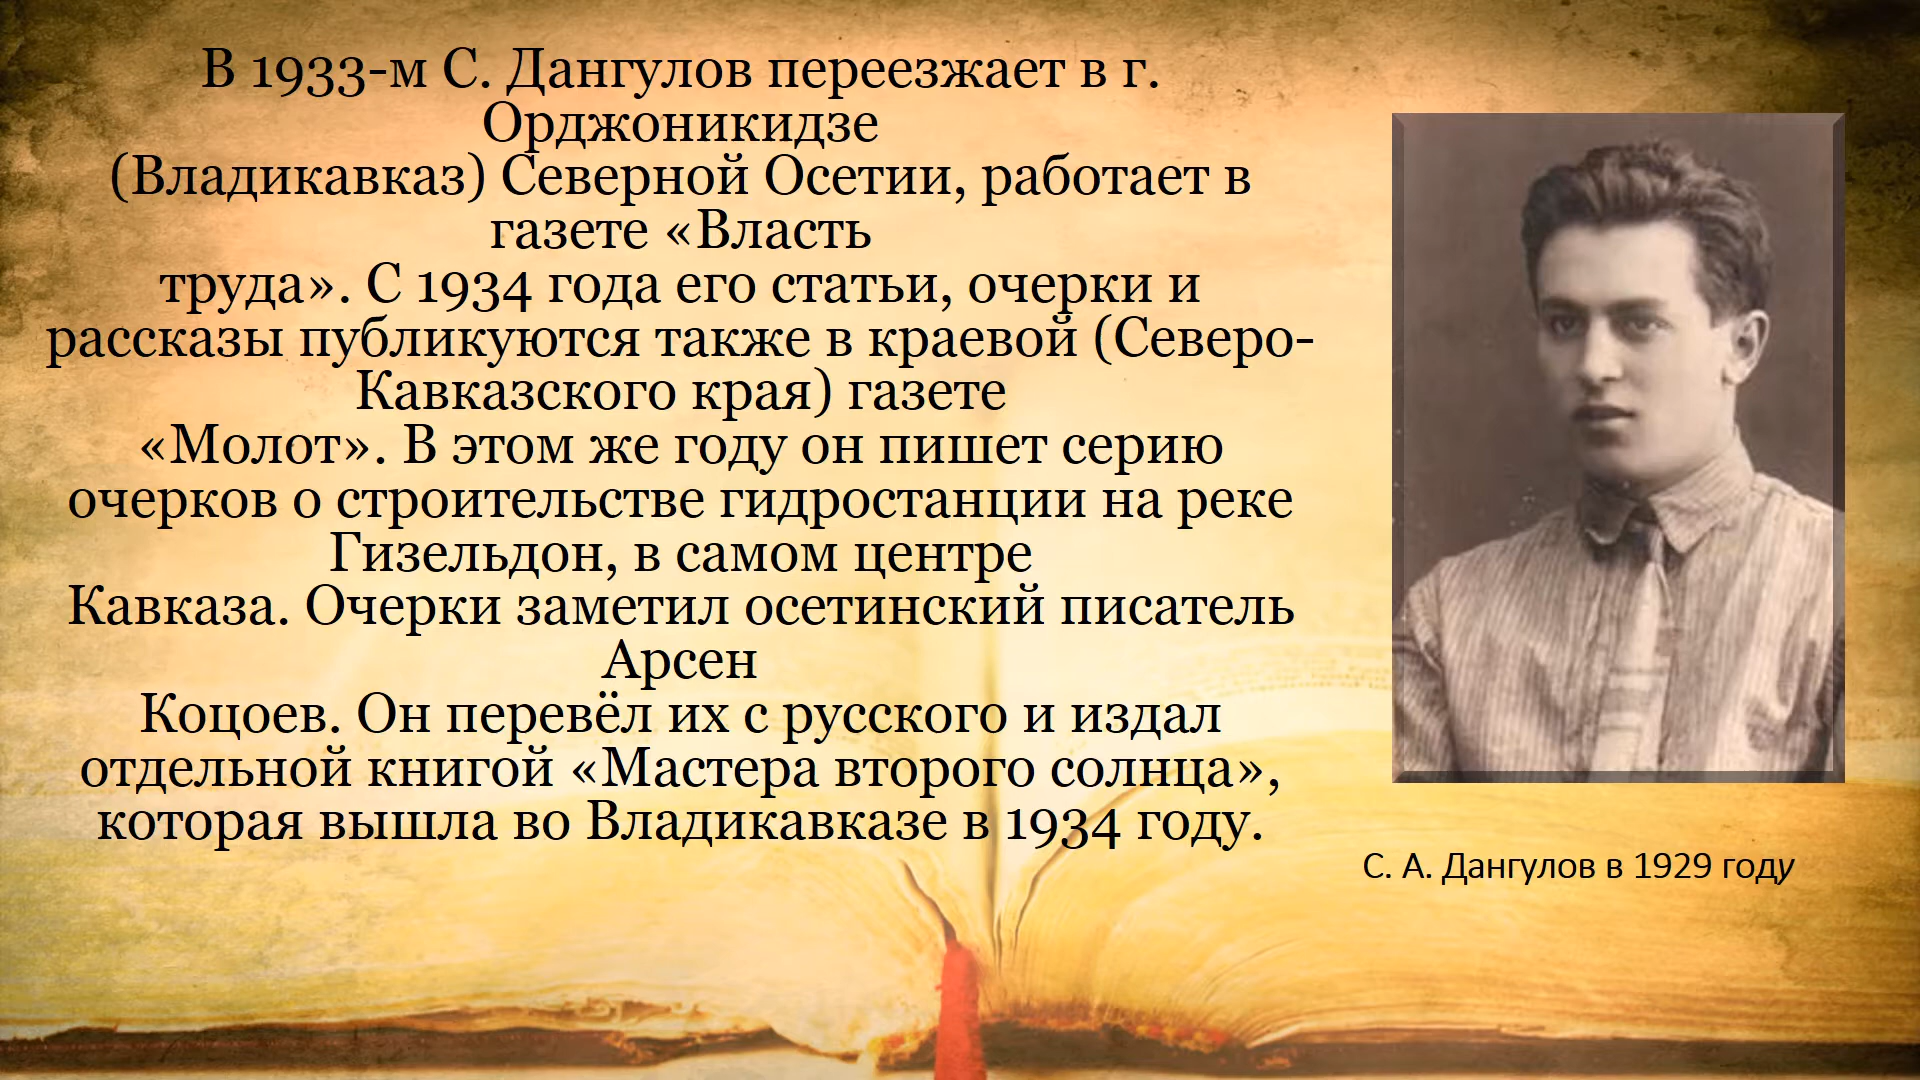 В 1933-м С. Дангулов переезжает в г.
Орджоникидзе
(Владикавказ) Северной Осетии, работает в
газете «Власть
труда». С 1934 года его статьи, очерки и
рассказы публикуются также в краевой (Северо-
Кавказского края) газете
«Молот». В этом же году он пишет серию
очерков о строительстве гидростанции на реке
Гизельдон, в самом центре
Кавказа. Очерки заметил осетинский писатель
Арсен
Коцоев. Он перевёл их с русского и издал
отдельной книгой «Мастера второго солнца»,
которая вышла во Владикавказе в 1934 году.
С. А. Дангулов в 1929 году